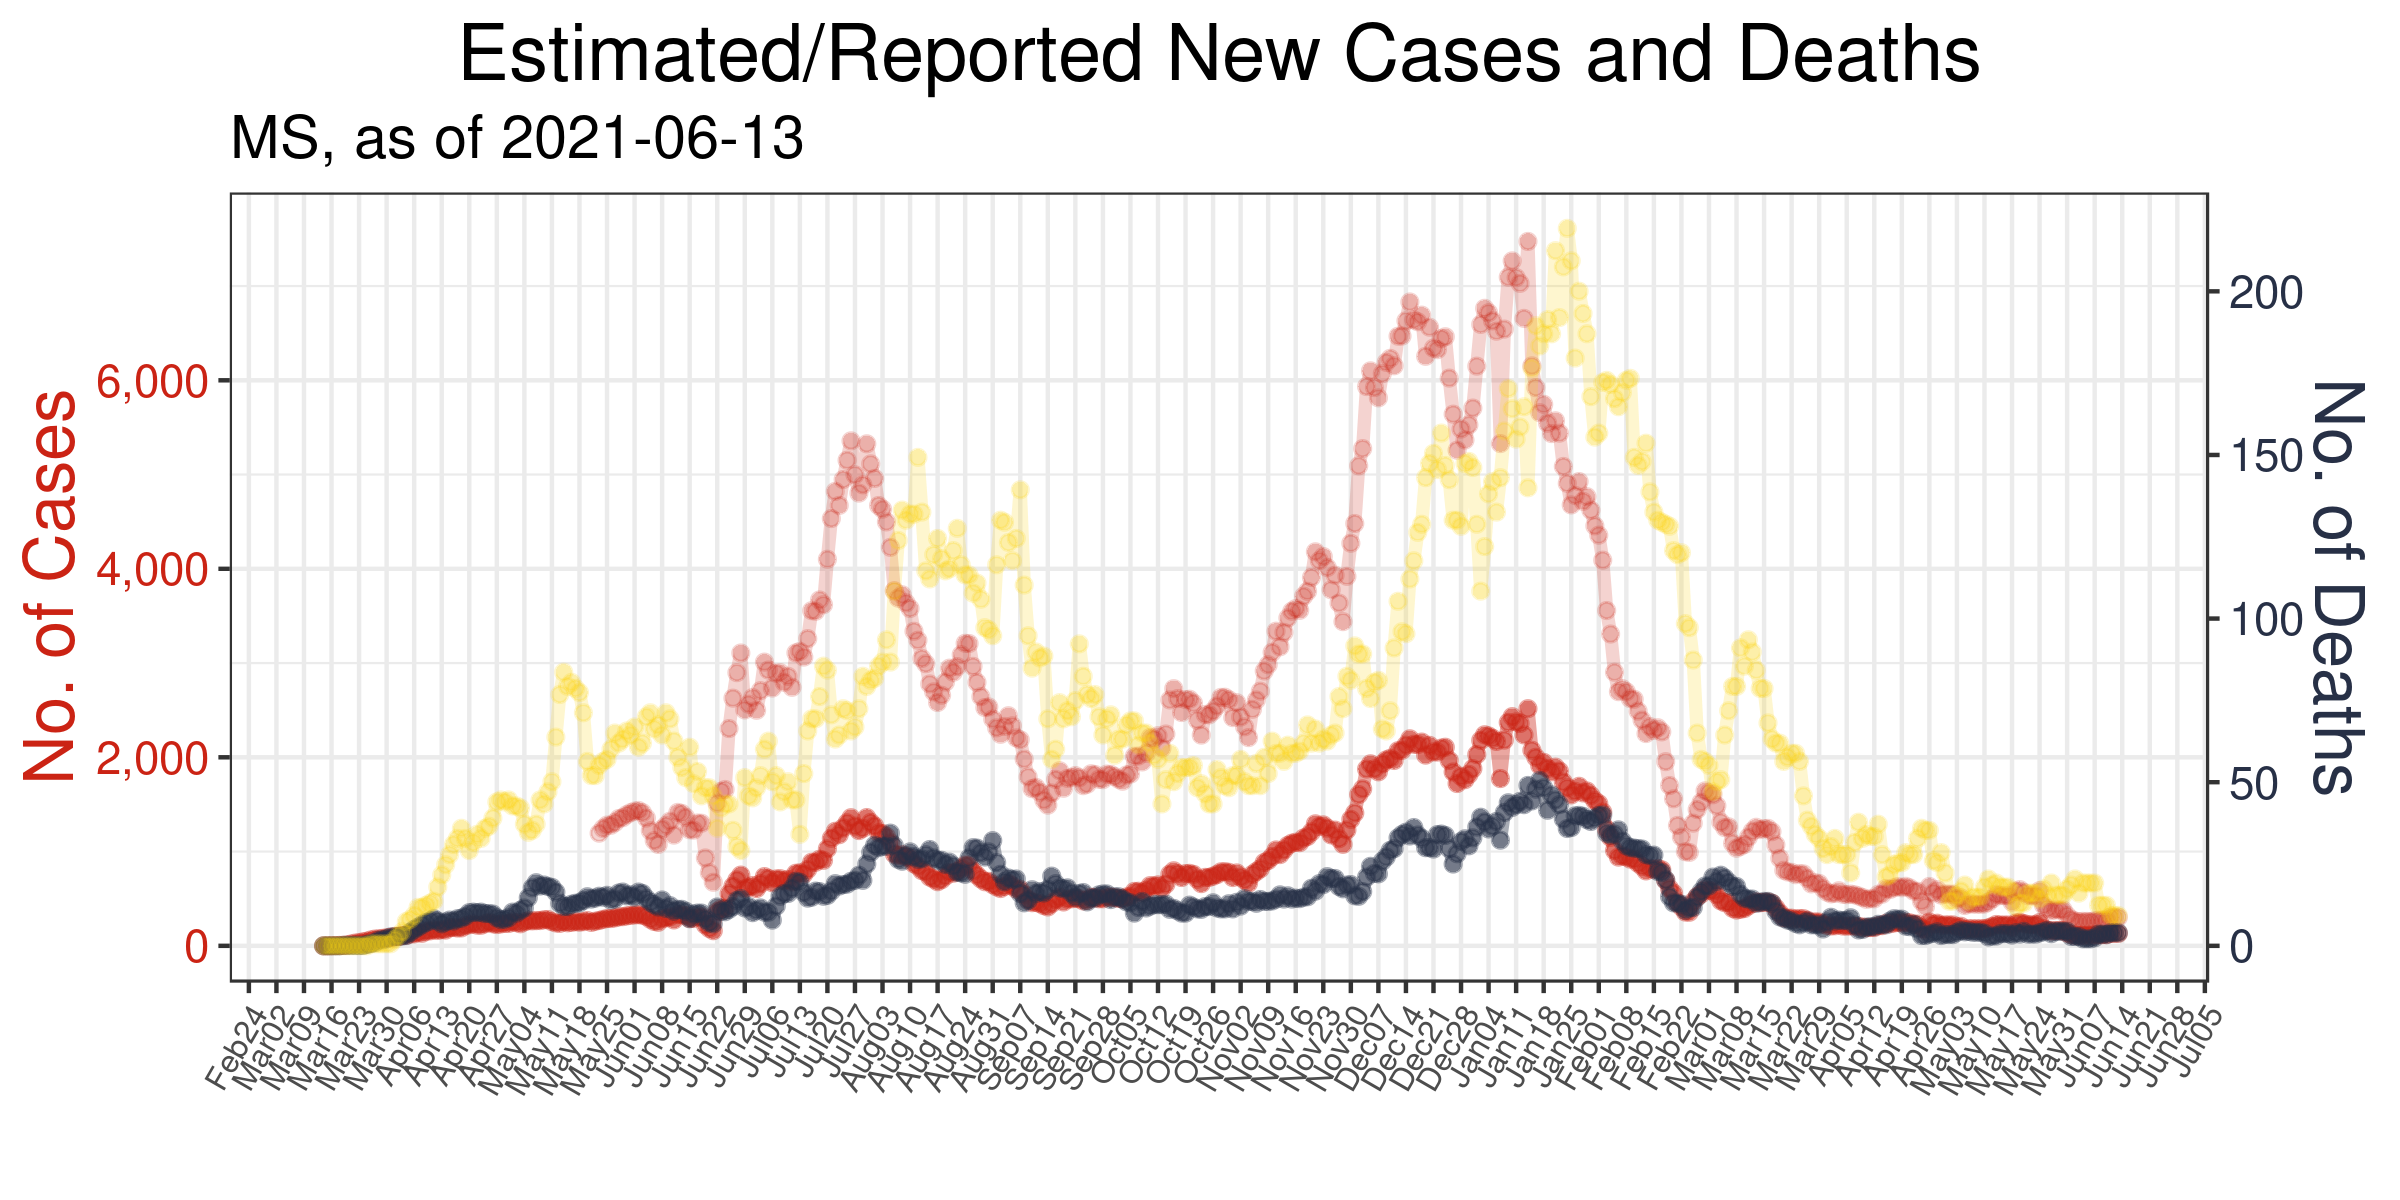 Estimated/Reported New Cases and Deaths
MS, as of 2021-06-13
No. of Cases
6,000
4,000
2,000
0
200
150
100
50
0
No. of Deaths
Feb24
Mar02
Mar09
Mar16
Mar23
Mar30
Apr06
Apr13
Apr20
Apr27
May04
May11
May18
May25
Jun01
Jun08
Jun15
Jun22
Jun29
Jul06
Jul13
Jul20
Jul27
Aug03
Aug10
Aug17
Aug24
Aug31
Sep07
Sep14
Sep21
Sep28
Oct05
Oct12
Oct19
Oct26
Nov02
Nov09
Nov16
Nov23
Nov30
Dec07
Dec14
Dec21
Dec28
Jan04
Jan11
Jan18
Jan25
Feb01
Feb08
Feb15
Feb22
Mar01
Mar08
Mar15
Mar22
Mar29
Apr05
Apr12
Apr19
Apr26
May03
May10
May17
May24
May31
Jun07
Jun14
Jun21
Jun28
Jul05